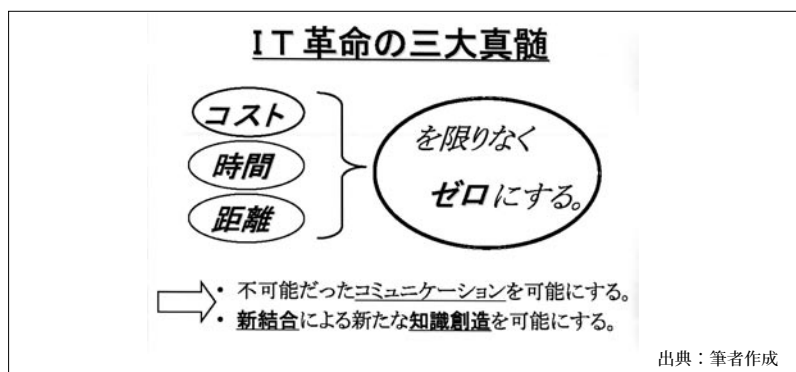 IT革命の三大真髄
コスト
時間
距離
を限りなく
ゼロにする。
・不可能だったコミュニケーションを可能にする。
・新結合による新たな知識創造を可能にする。
出典：筆者作成